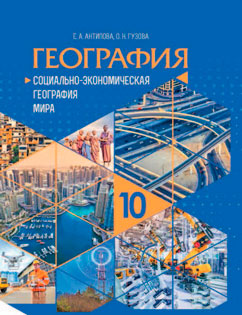 Е. А. АНТИПОВА, О. Н. ГУЗОВА
ГЕОГРАФИЯ
СОЦИАЛЬНО-ЭКОНОМИЧЕСКАЯ
ГЕОГРАФИЯ
МИРА
10